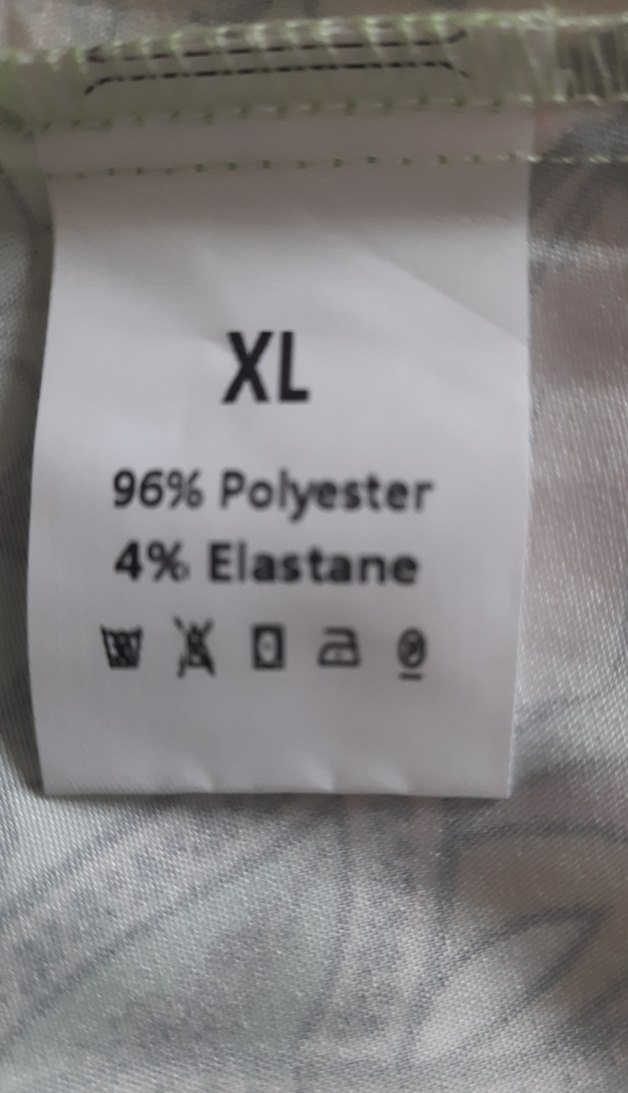 XL
96% Polyester
4% Elastane